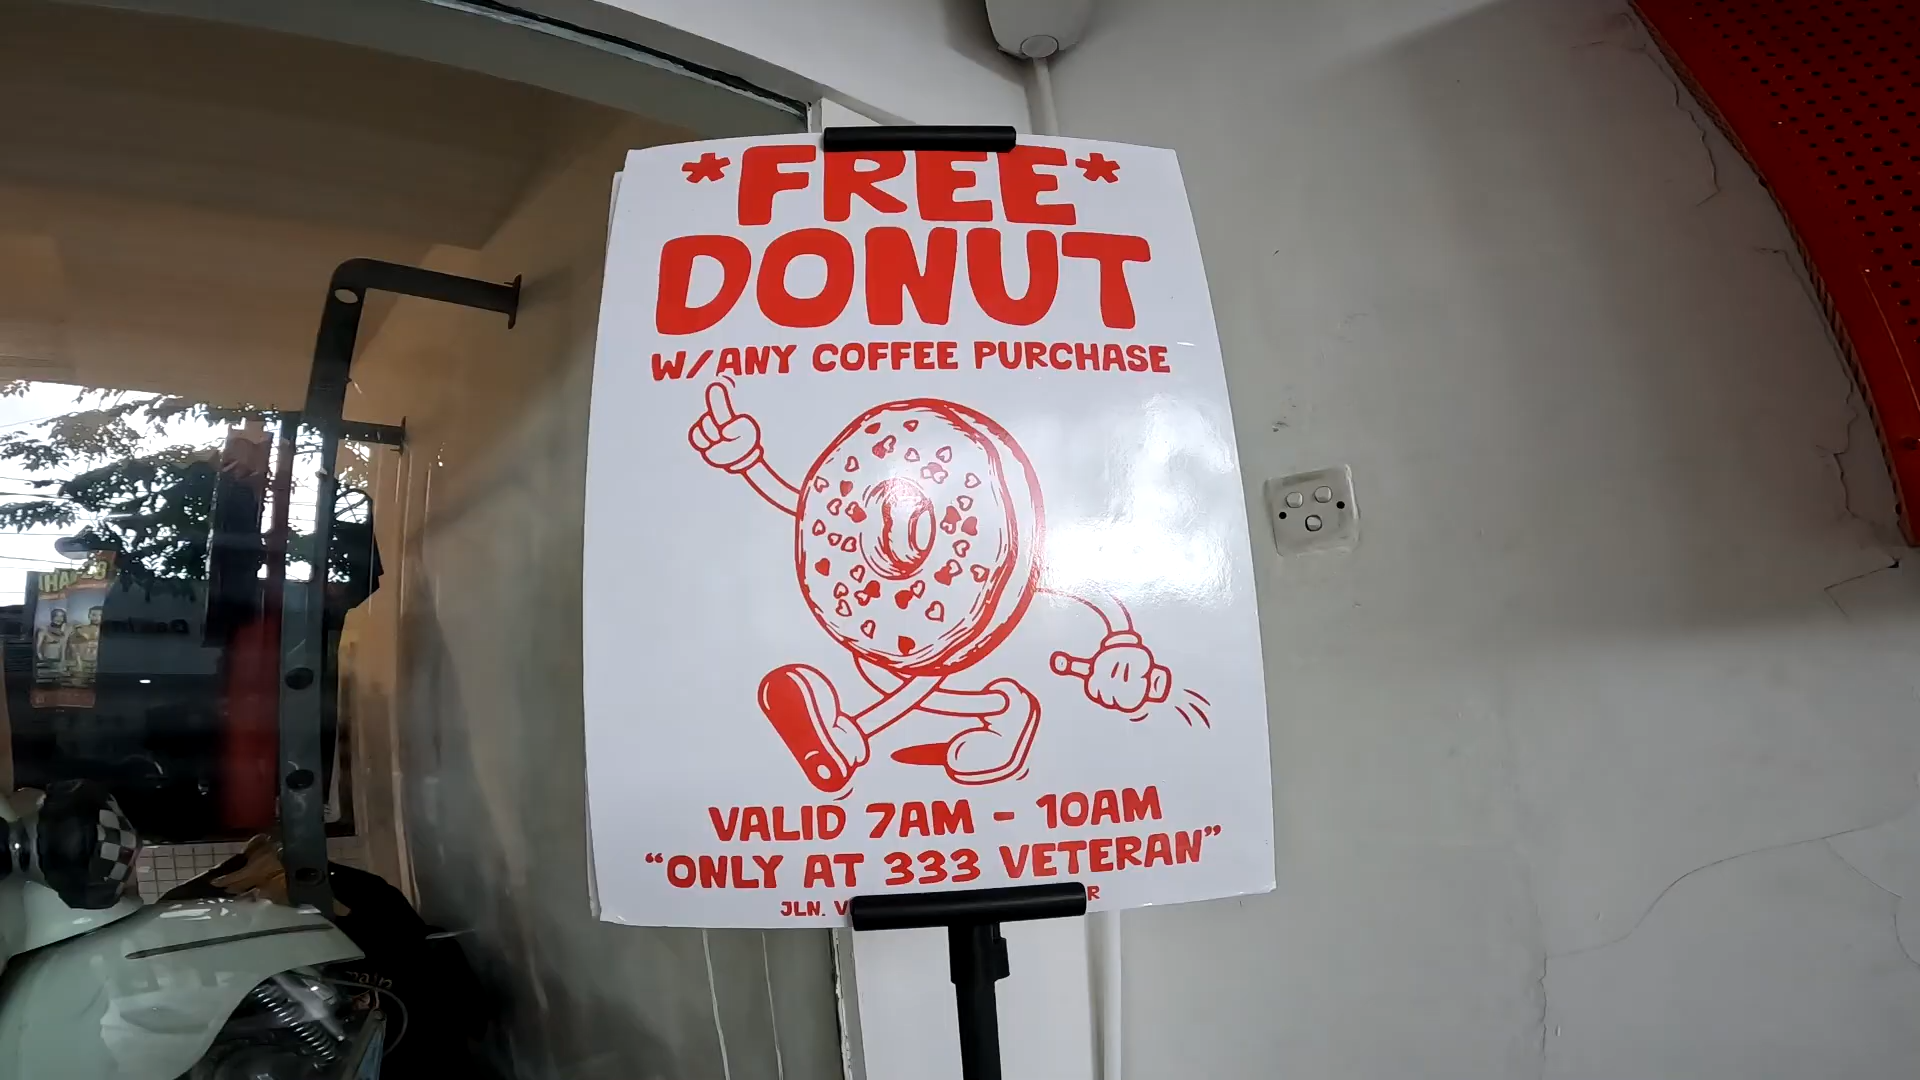 *FREE*
DONUT
W/ANY COFFEE PURCHASE
VALID 7AM - 10AM
“ONLY AT 333 VETERAN”
JLN.